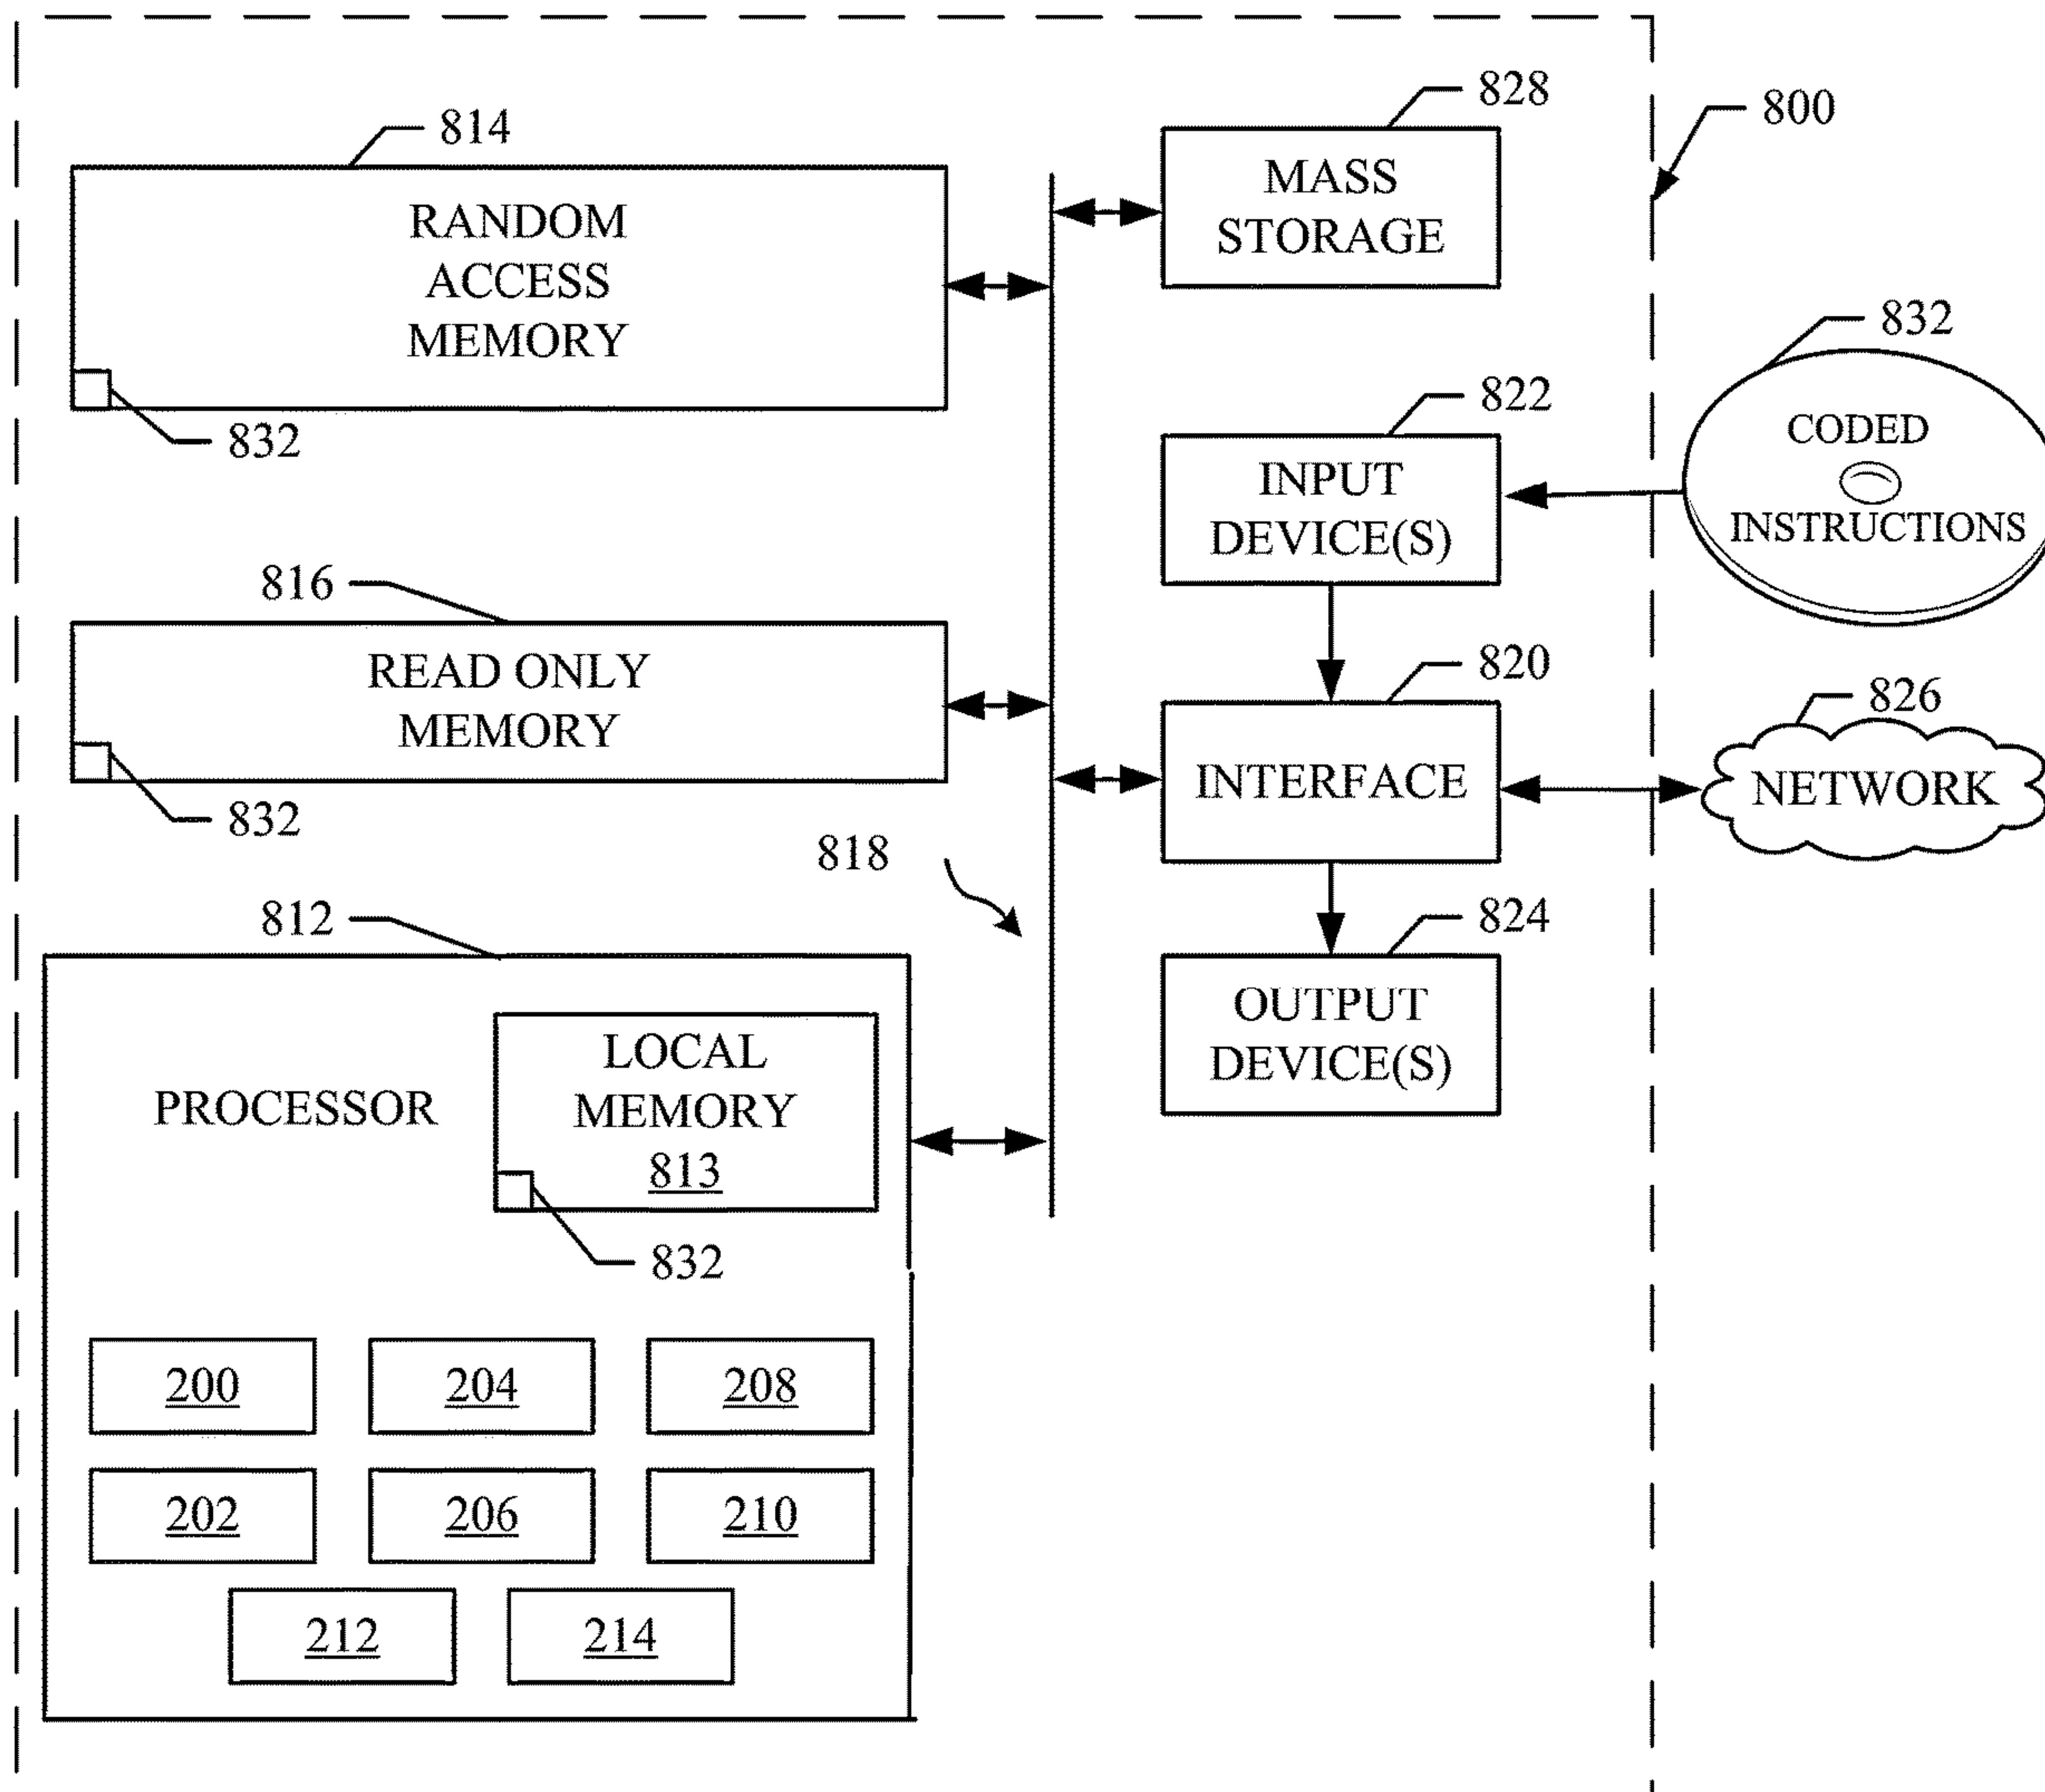 814
RANDOM
ACCESS
MEMORY
832
828
MASS
STORAGE
800
822
INPUT
DEVICE(S)
832
CODED
INSTRUCTIONS
816
READ ONLY
MEMORY
832
820
INTERFACE
826
NETWORK
818
812
PROCESSOR
LOCAL
MEMORY
813
832
824
OUTPUT
DEVICE(S)
200
204
208
202
206
210
212
214